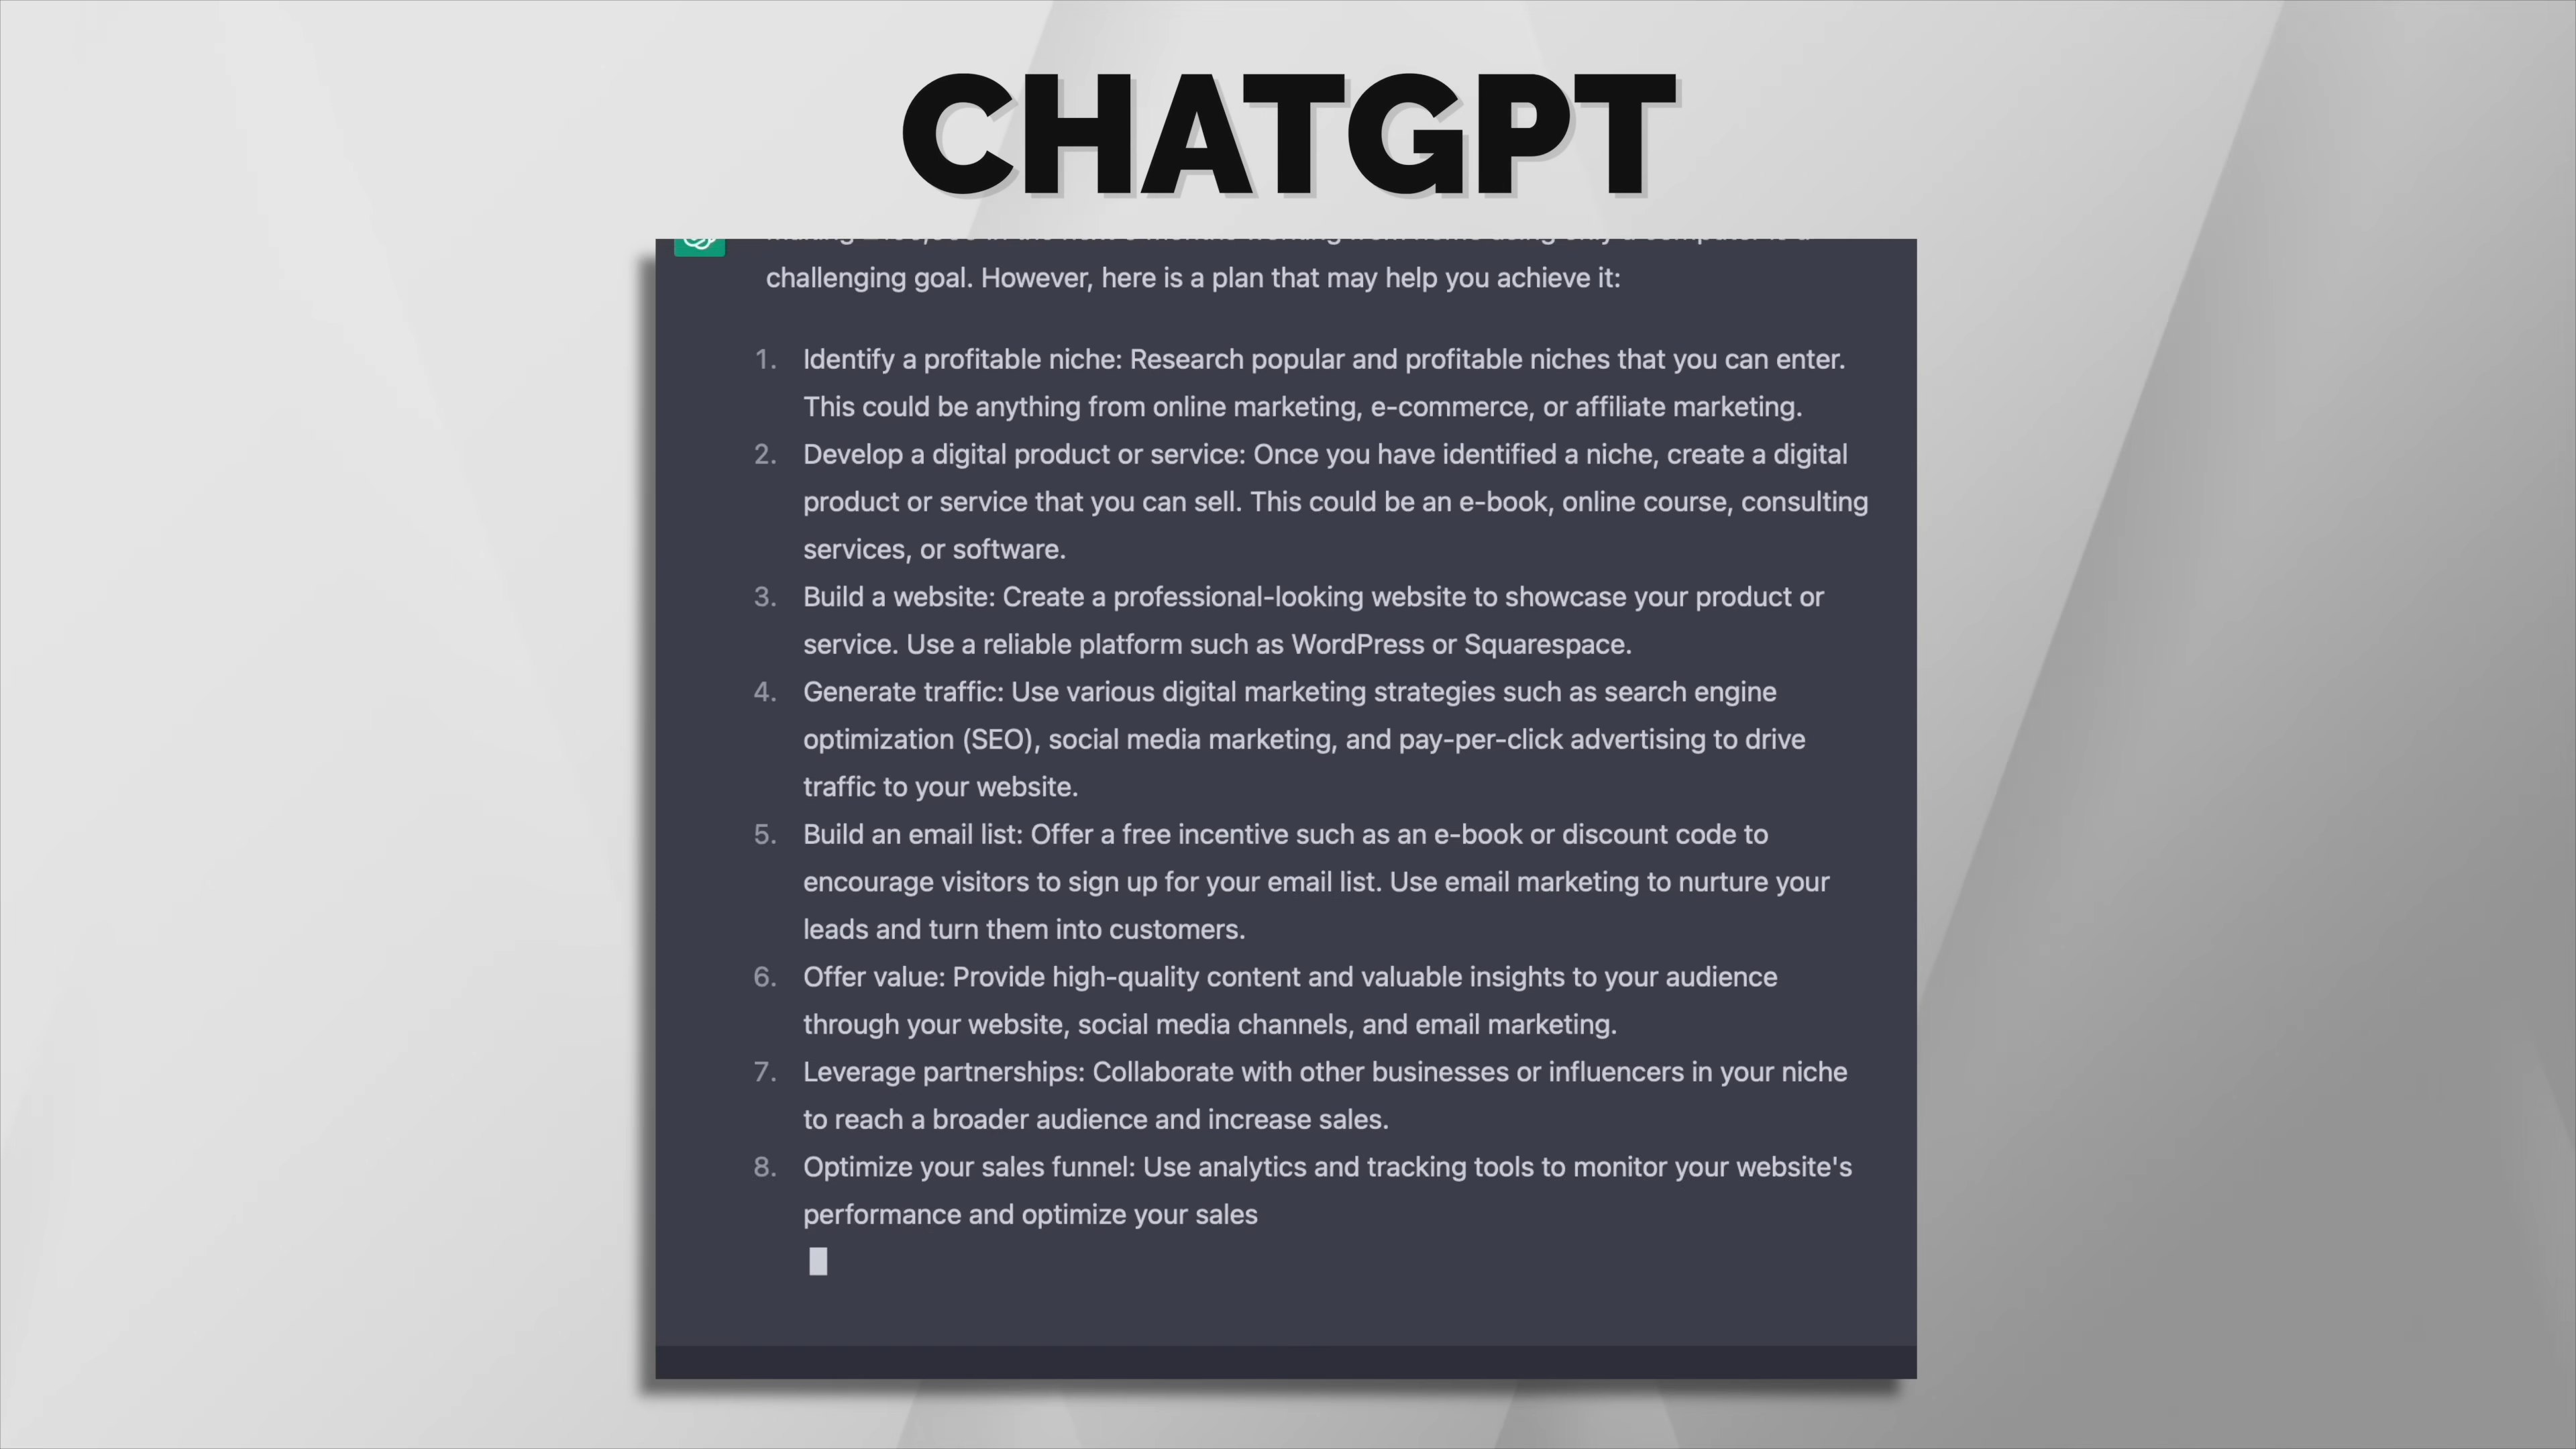 CHATGPT
challenging goal. However, here is a plan that may help you achieve it:
1. Identify a profitable niche: Research popular and profitable niches that you can enter.
This could be anything from online marketing, e-commerce, or affiliate marketing.
2. Develop a digital product or service: Once you have identified a niche, create a digital
product or service that you can sell. This could be an e-book, online course, consulting
services, or software.
3. Build a website: Create a professional-looking website to showcase your product or
service. Use a reliable platform such as WordPress or Squarespace.
4. Generate traffic: Use various digital marketing strategies such as search engine
optimization (SEO), social media marketing, and pay-per-click advertising to drive
traffic to your website.
5. Build an email list: Offer a free incentive such as an e-book or discount code to
encourage visitors to sign up for your email list. Use email marketing to nurture your
leads and turn them into customers.
6. Offer value: Provide high-quality content and valuable insights to your audience
through your website, social media channels, and email marketing.
7. Leverage partnerships: Collaborate with other businesses or influencers in your niche
to reach a broader audience and increase sales.
8. Optimize your sales funnel: Use analytics and tracking tools to monitor your website's
performance and optimize your sales